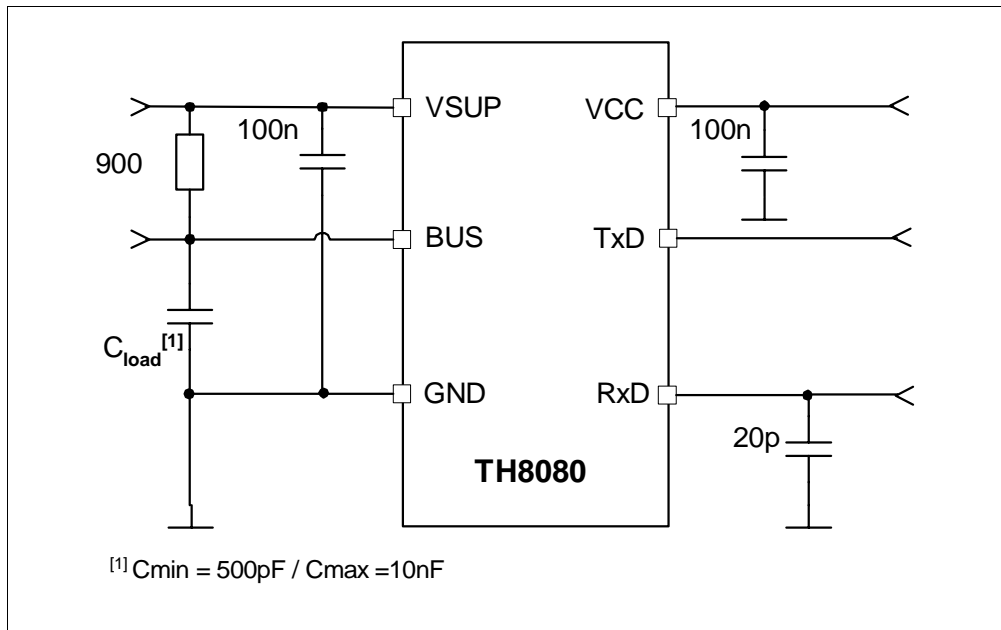 VSUP
VCC
100n
100n
900
BUS
TxD
C_load[1]
GND
RxD
20p
TH8080
[1] Cmin = 500pF / Cmax =10nF